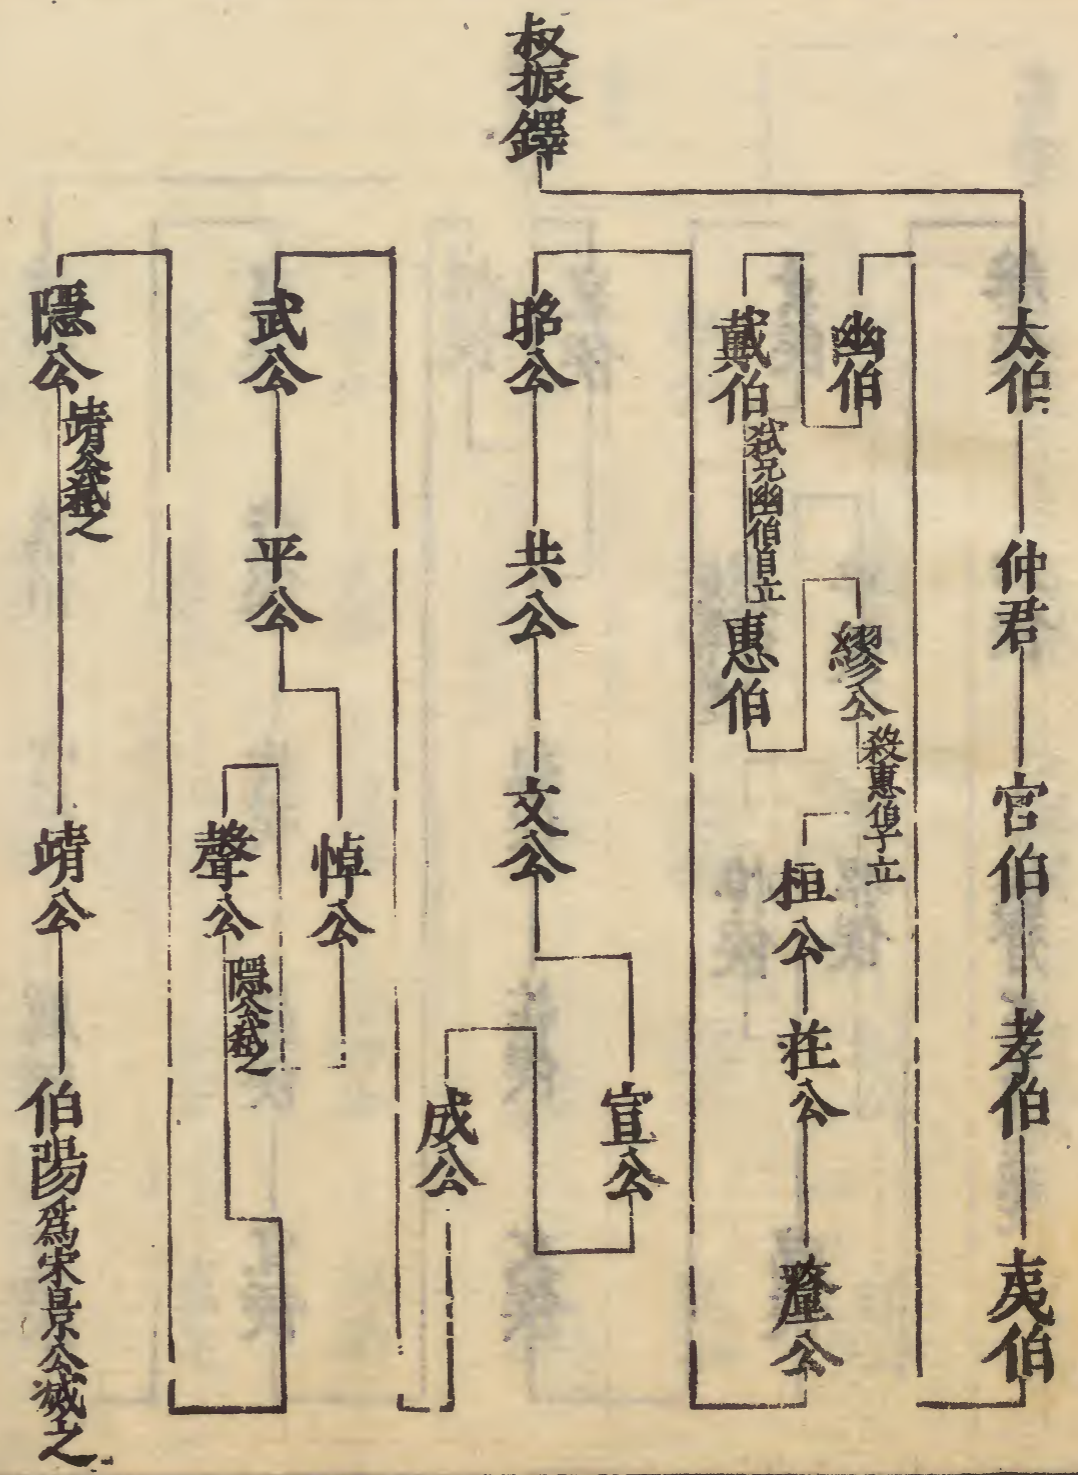 叔振鐸
太伯
仲君
宮伯
孝伯
夷伯
幽伯
戴伯
弑兄幽伯自立
惠伯
繆公
殺惠伯子立
桓公
莊公
釐公
昭公
共公
文公
宣公
成公
武公
平公
悼公
聲公
隱公弑之
隱公
靖公弑之
靖公
伯陽
爲宋景公滅之